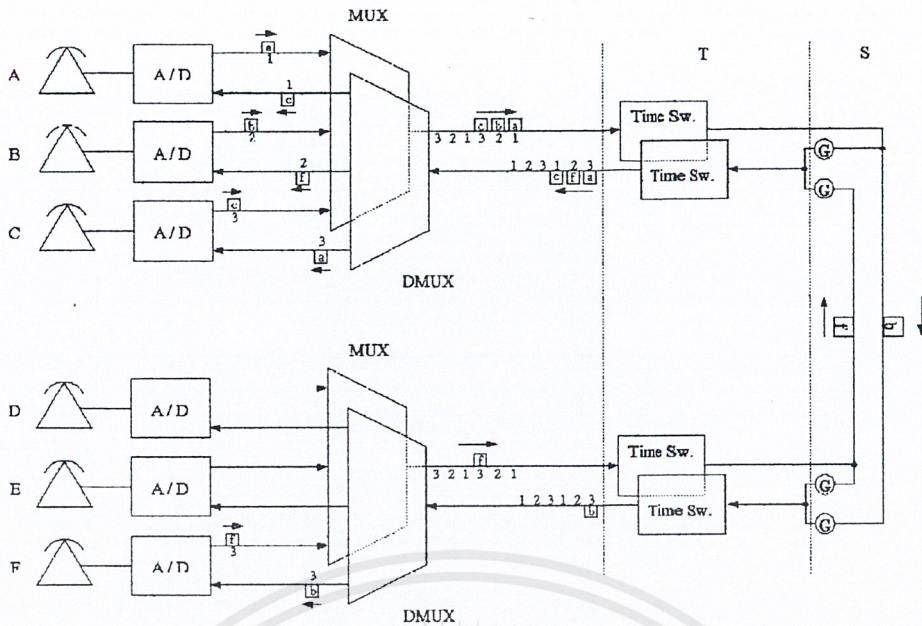 MUX
T
S
A
A/D
a
1
1
c
B
A/D
b
2
2
f
C
A/D
c
3
3
a
c b a
3 2 1 3 2 1
1 2 3 1 2 3
c f a
Time Sw.
Time Sw.
G
G
DMUX
f
MUX
D
A/D
E
A/D
F
A/D
f
3
3
b
f
3 2 1 3 2 1
1 2 3 1 2 3
b
Time Sw.
Time Sw.
G
G
DMUX